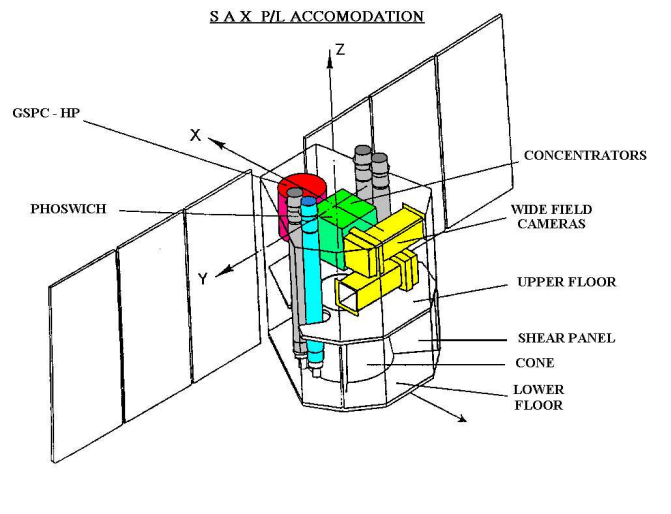 S A X P/L ACCOMODATION
Z
GSPC - HP
X
CONCENTRATORS
PHOSWICH
WIDE FIELD
CAMERAS
Y
UPPER FLOOR
SHEAR PANEL
CONE
LOWER
FLOOR